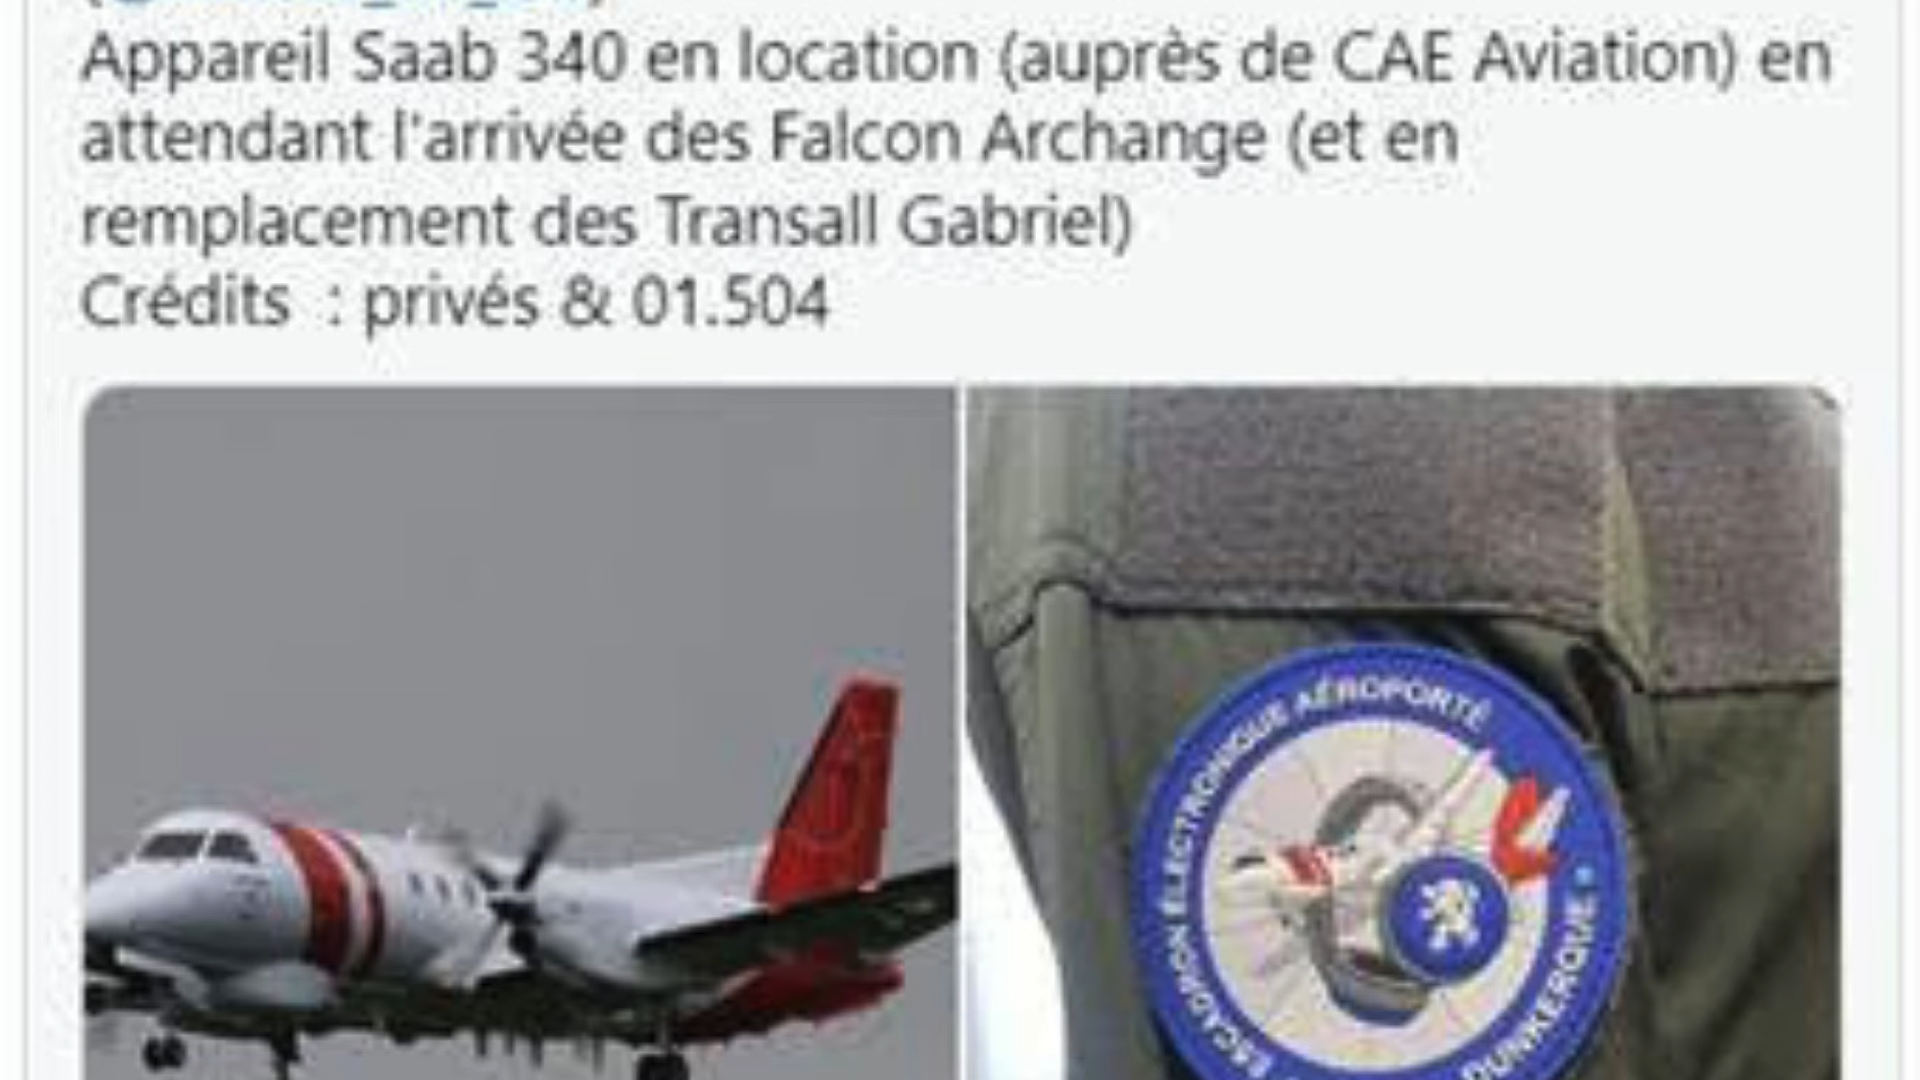 Appareil Saab 340 en location (auprès de CAE Aviation) en
attendant l'arrivée des Falcon Archange (et en
remplacement des Transall Gabriel)
Crédits : privés & 01.504
ESCADRON ÉLECTRONIQUE AÉROPORTÉ
DUNKERQUE